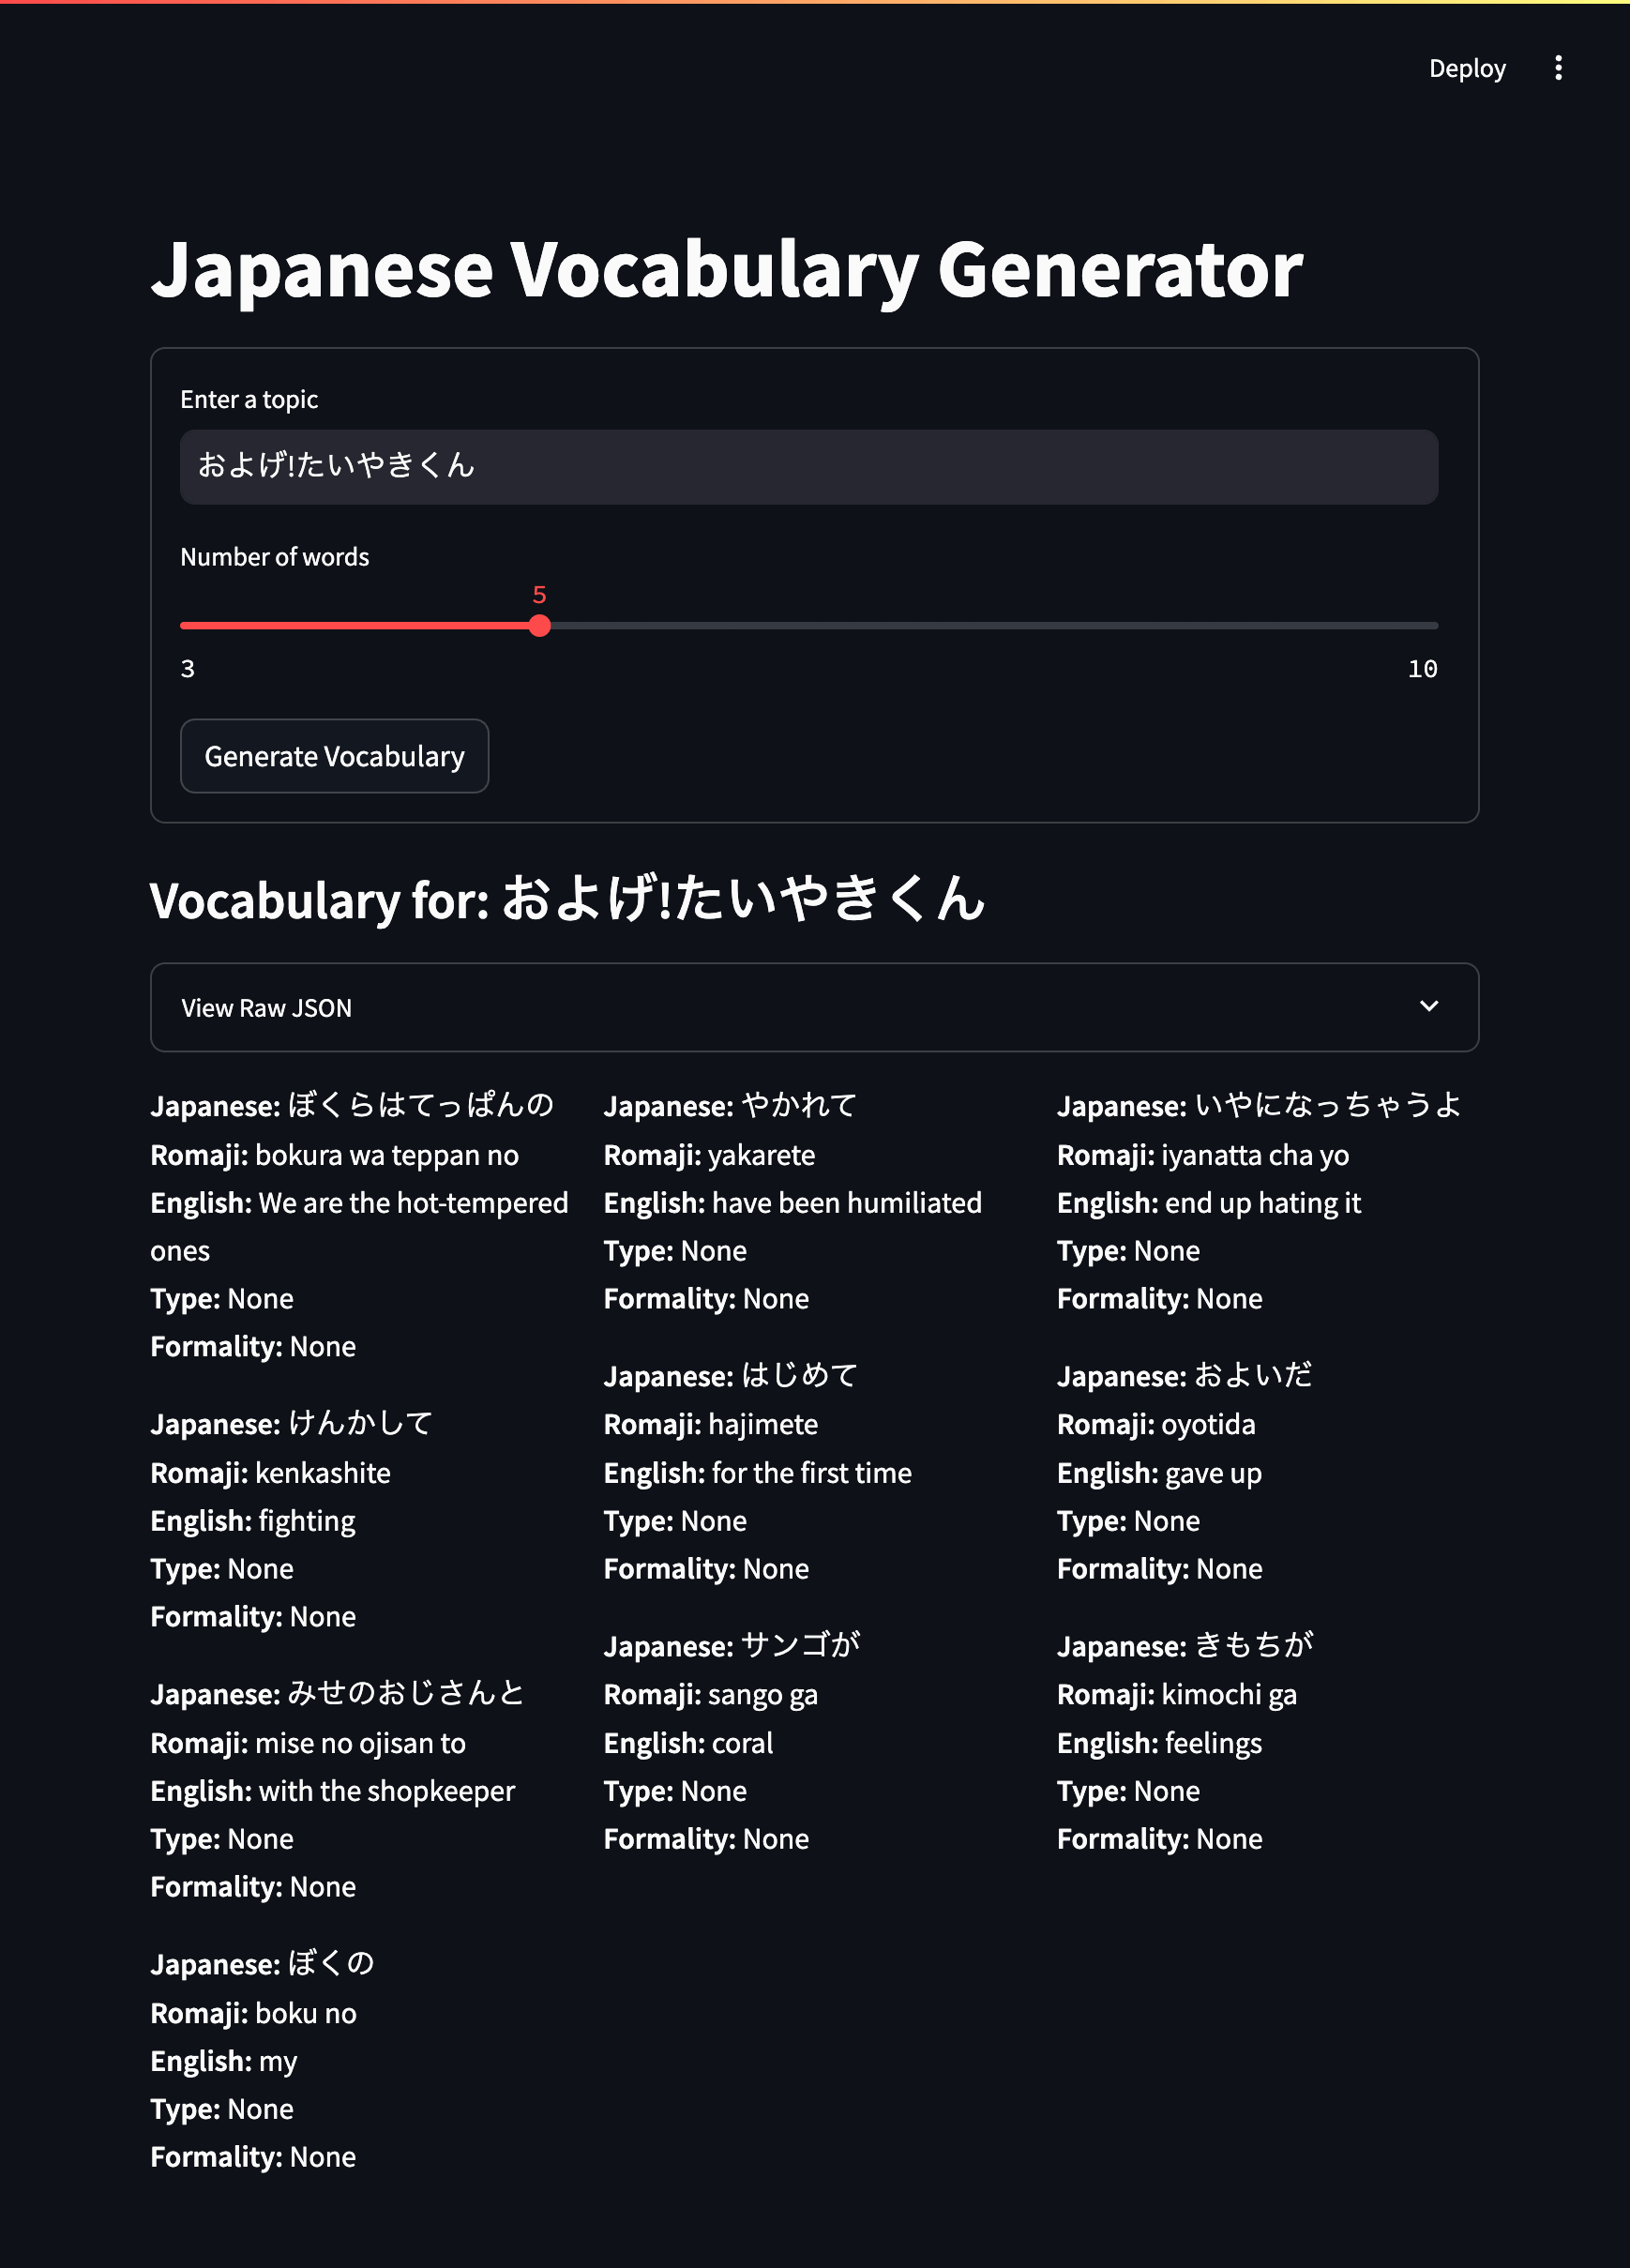 Deploy
Japanese Vocabulary Generator
Enter a topic
およげ!たいやきくん
Number of words
5
3
10
Generate Vocabulary
Vocabulary for: およげ!たいやきくん
View Raw JSON
Japanese: ぼくらはてっぱんの
Romaji: bokura wa teppan no
English: We are the hot-tempered
ones
Type: None
Formality: None
Japanese: けんかして
Romaji: kenkashite
English: fighting
Type: None
Formality: None
Japanese: みせのおじさんと
Romaji: mise no ojisan to
English: with the shopkeeper
Type: None
Formality: None
Japanese: ぼくの
Romaji: boku no
English: my
Type: None
Formality: None
Japanese: やかれて
Romaji: yakarete
English: have been humiliated
Type: None
Formality: None
Japanese: はじめて
Romaji: hajimete
English: for the first time
Type: None
Formality: None
Japanese: サンゴが
Romaji: sango ga
English: coral
Type: None
Formality: None
Japanese: いやになっちゃうよ
Romaji: iyanatta cha yo
English: end up hating it
Type: None
Formality: None
Japanese: およいだ
Romaji: oyotida
English: gave up
Type: None
Formality: None
Japanese: きもちが
Romaji: kimochi ga
English: feelings
Type: None
Formality: None